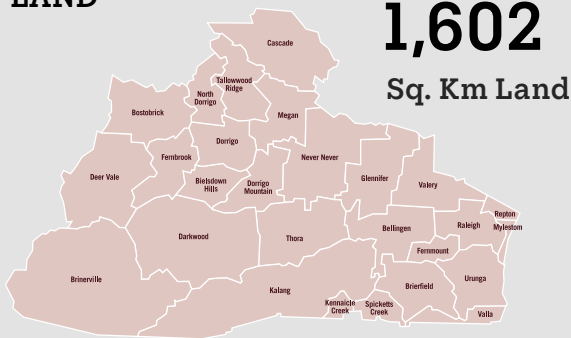 LAND
1,602
Sq. Km Land
Cascade
Tallowwood
Ridge
North
Dorrigo
Bostobrick
Megan
Dorrigo
Never Never
Fernbrook
Deer Vale
Bielsdown
Hills
Dorrigo
Mountain
Glennifer
Valery
Repton
Mylestom
Raleigh
Bellingen
Darkwood
Thora
Fernmount
Brinerville
Kalang
Brierfield
Urunga
Kennaicle
Creek
Spicketts
Creek
Valla